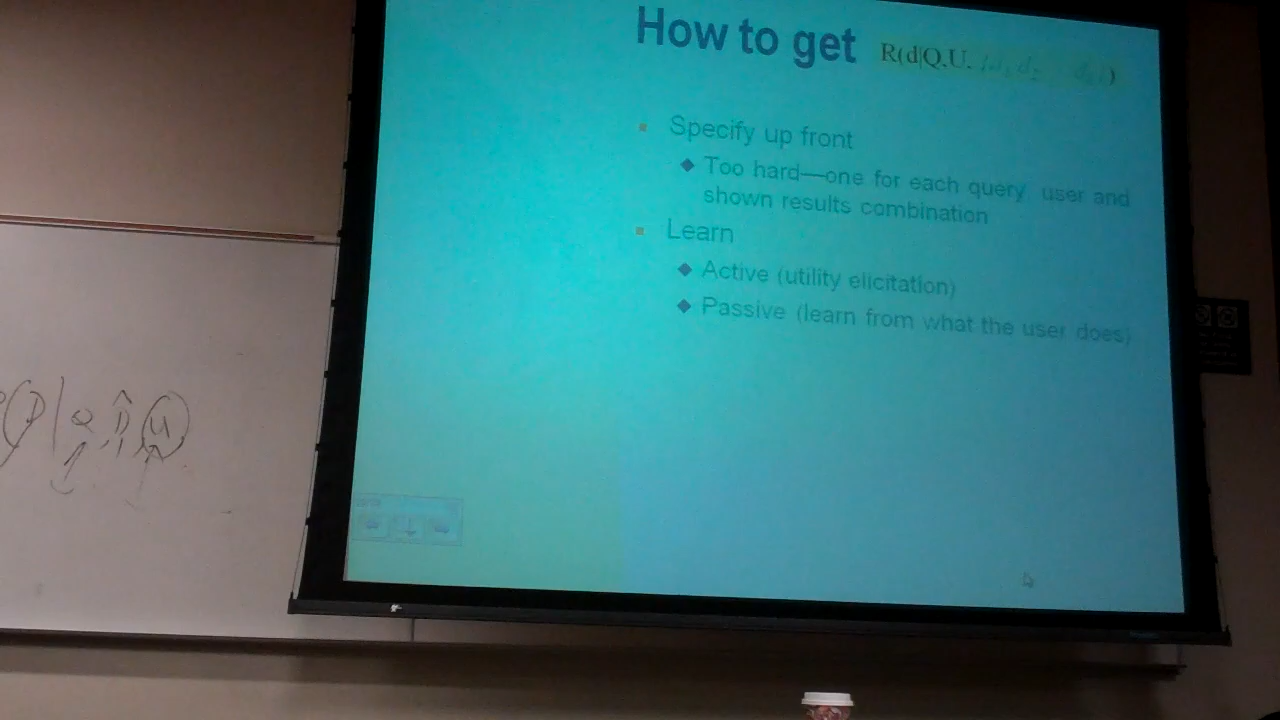 How to get R(d|Q,U,
Specify up front
Too hard—one for each query, user and
shown results combination
Learn
Active (utility elicitation)
Passive (learn from what the user does)
Q D U